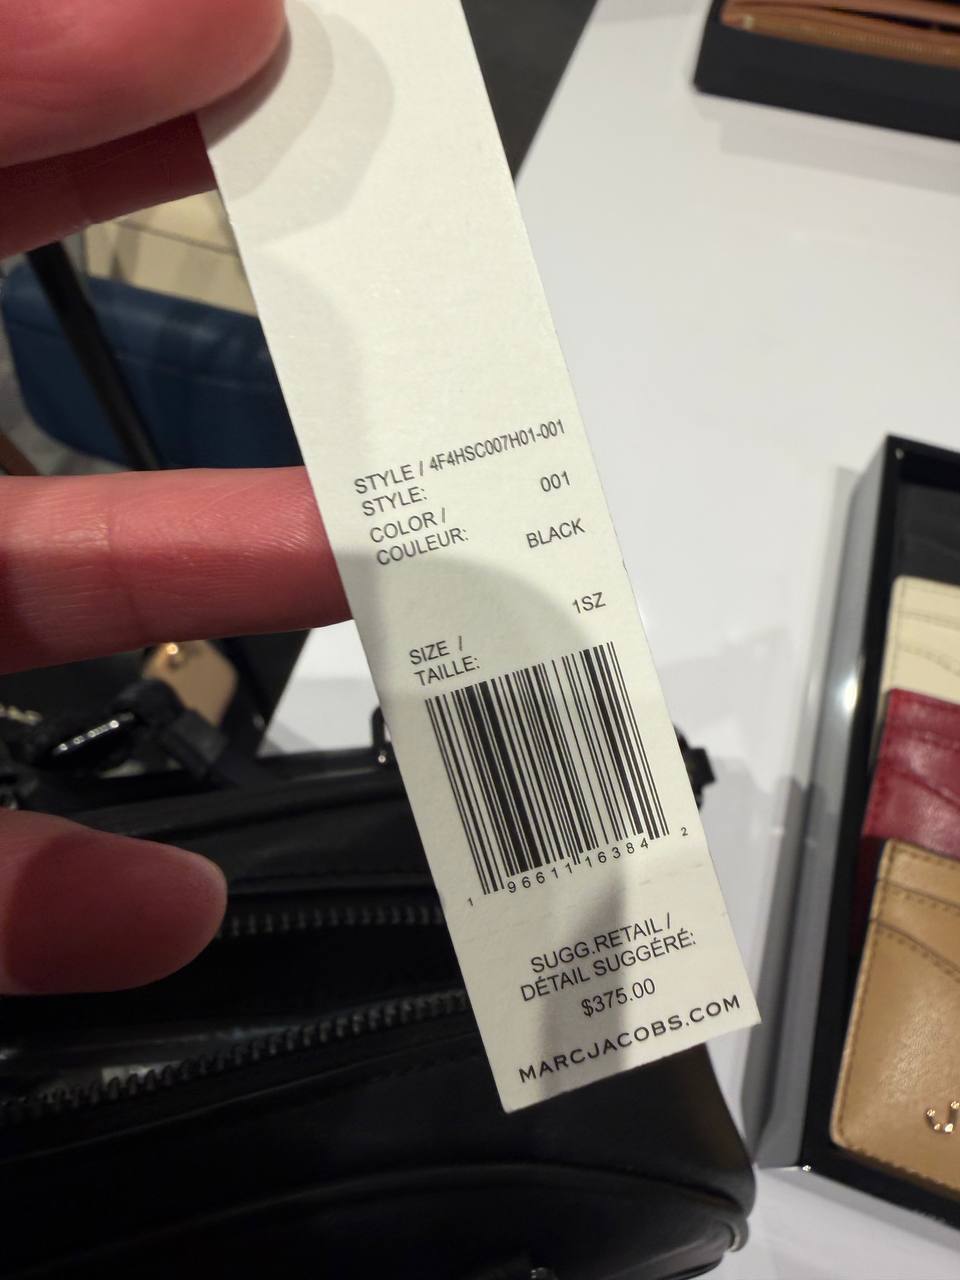 STYLE / 4F4HSC007H01-001
STYLE:
COLOR / 001
COULEUR: BLACK
1SZ
SIZE /
TAILLE:
1 96611 16384 2
SUGG.RETAIL /
DÉTAIL SUGGÉRÉ:
$375.00
MARCJACOBS.COM
J